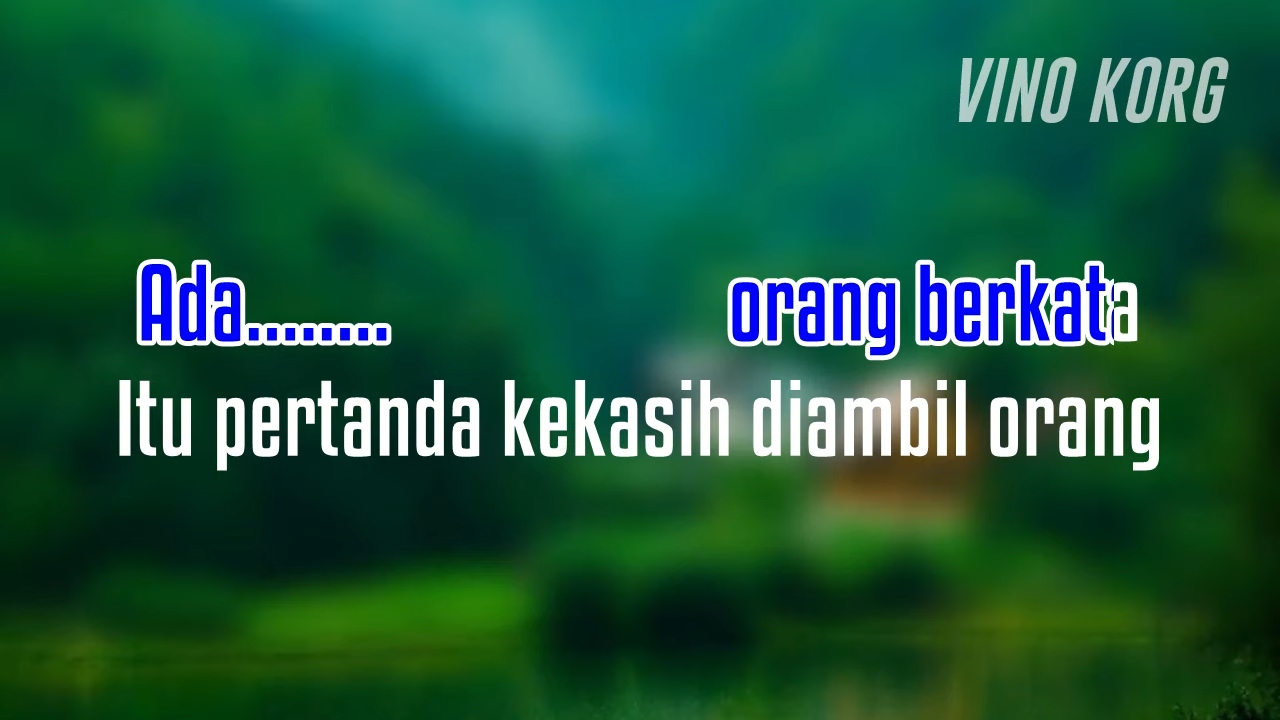 VINO KORG
Ada........ orang berkata
Itu pertanda kekasih diambil orang